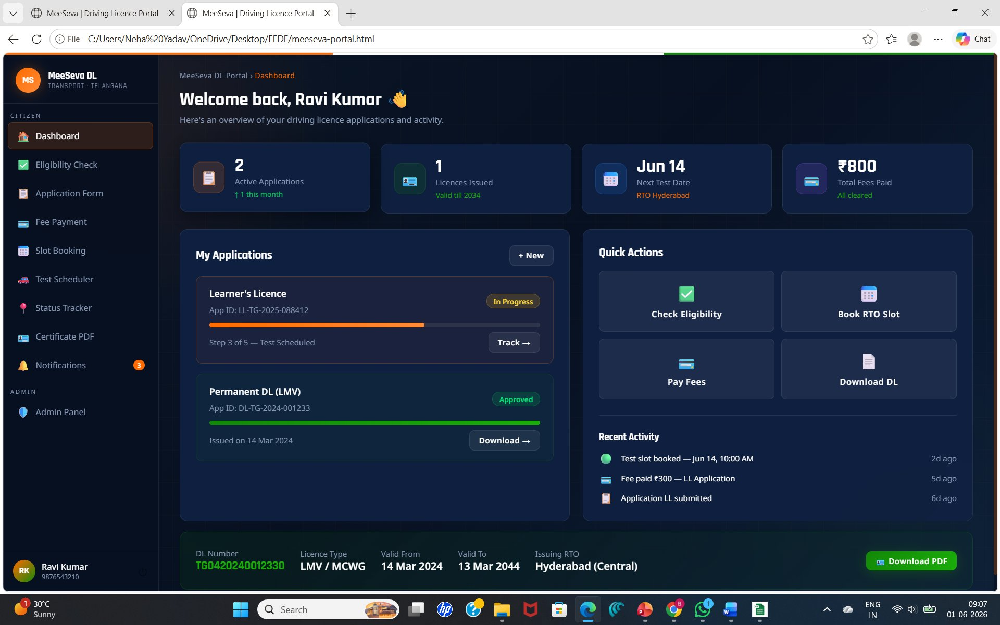 MeeSeva | Driving Licence Portal
MeeSeva | Driving Licence Portal
File C:/Users/Neha%20Yadav/OneDrive/Desktop/FEDF/meeseva-portal.html
Chat
MS
MeeSeva DL
TRANSPORT · TELANGANA
CITIZEN
Dashboard
Eligibility Check
Application Form
Fee Payment
Slot Booking
Test Scheduler
Status Tracker
Certificate PDF
Notifications 3
ADMIN
Admin Panel
RK
Ravi Kumar
9876543210
MeeSeva DL Portal › Dashboard
Welcome back, Ravi Kumar 👋
Here's an overview of your driving licence applications and activity.
2
Active Applications
↑ 1 this month
1
Licences Issued
Valid till 2034
Jun 14
Next Test Date
RTO Hyderabad
₹800
Total Fees Paid
All cleared
My Applications
+ New
Learner's Licence
App ID: LL-TG-2025-088412
In Progress
Step 3 of 5 — Test Scheduled
Track →
Permanent DL (LMV)
App ID: DL-TG-2024-001233
Approved
Issued on 14 Mar 2024
Download →
Quick Actions
Check Eligibility
Book RTO Slot
Pay Fees
Download DL
Recent Activity
Test slot booked — Jun 14, 10:00 AM 2d ago
Fee paid ₹300 — LL Application 5d ago
Application LL submitted 6d ago
DL Number
TG0420240012330
Licence Type
LMV / MCWG
Valid From
14 Mar 2024
Valid To
13 Mar 2044
Issuing RTO
Hyderabad (Central)
Download PDF
1
30°C
Sunny
Search
hp
P
B
1
W
ENG
IN
09:07
01-06-2026